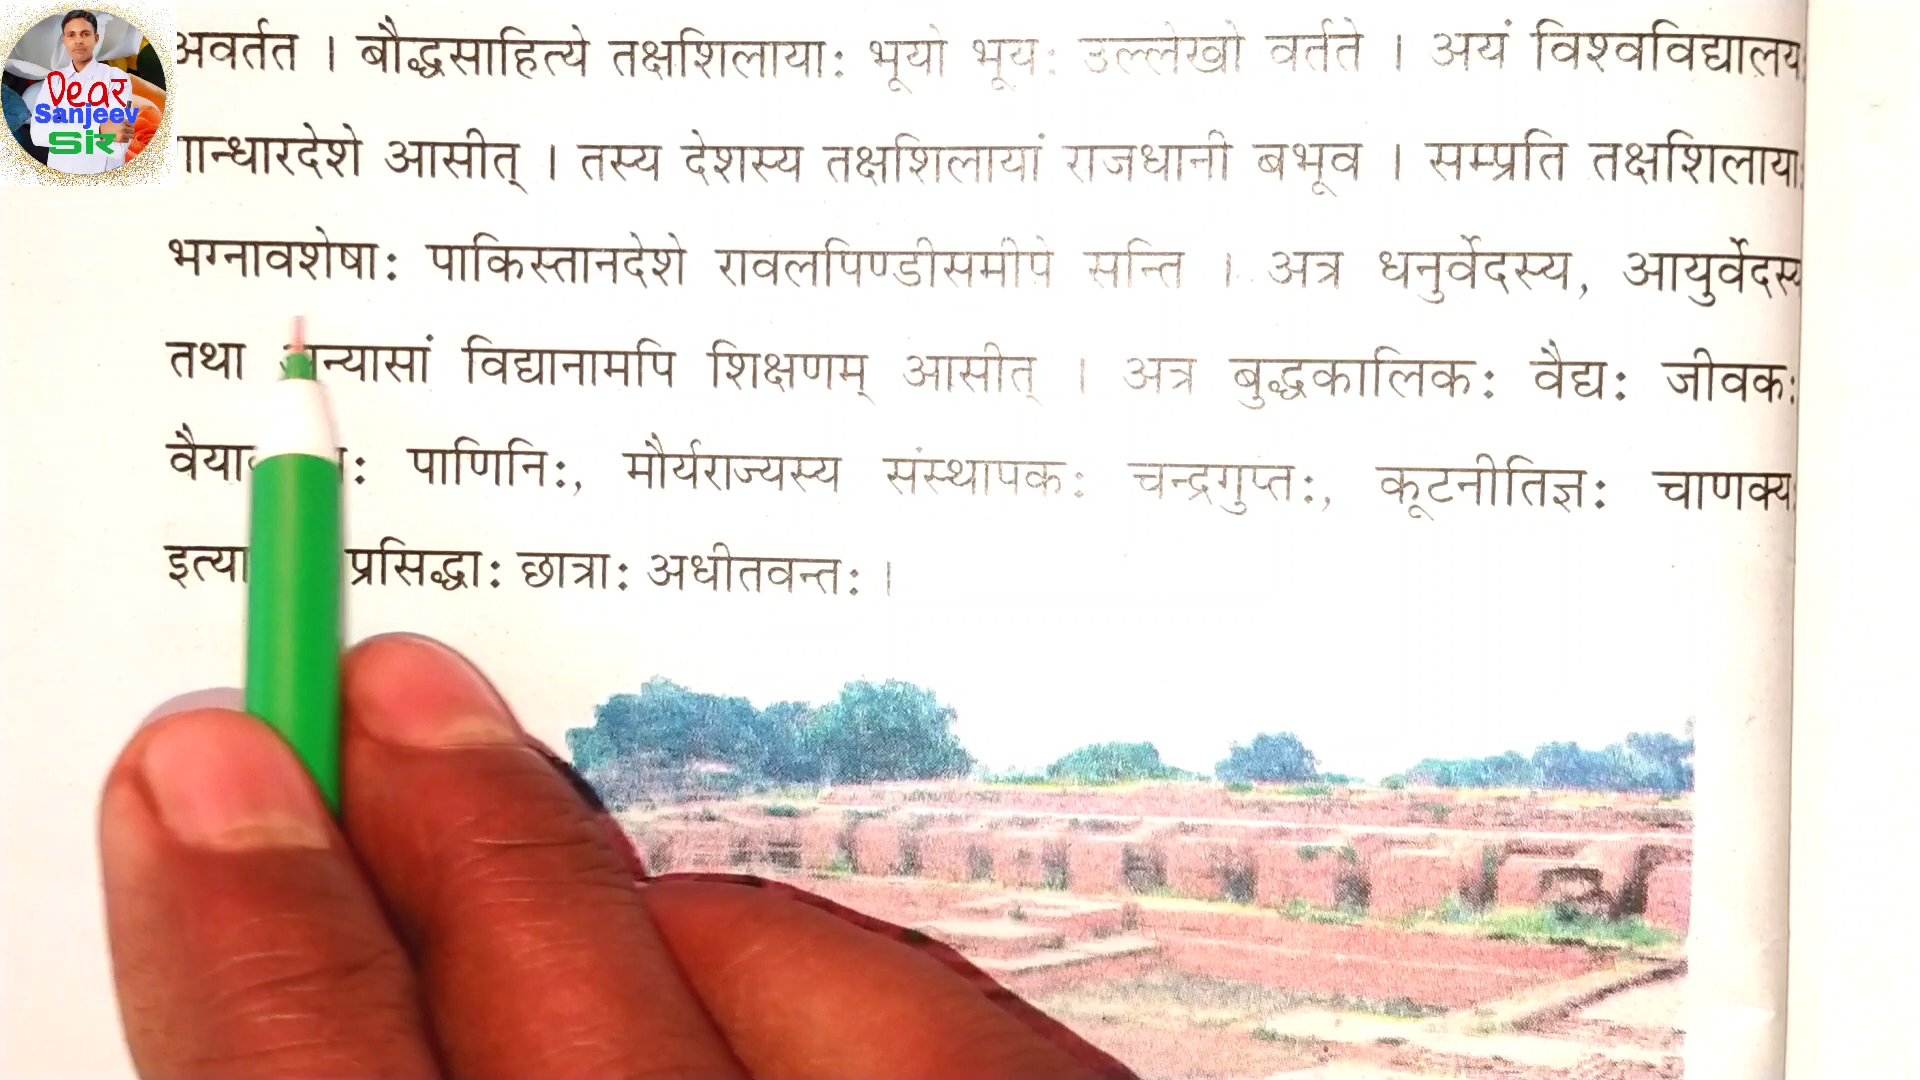 Dear
Sanjeev
Sir
अवर्तत । बौद्धसाहित्ये तक्षशिलायाः भूयो भूयः उल्लेखो वर्तते । अयं विश्वविद्यालयः
गान्धारदेशे आसीत् । तस्य देशस्य तक्षशिलायां राजधानी बभूव । सम्प्रति तक्षशिलायाः
भग्नावशेषाः पाकिस्तानदेशे रावलपिण्डीसमीपे सन्ति । अत्र धनुर्वेदस्य, आयुर्वेदस्य
तथा विद्यानामपि शिक्षणम् आसीत् । अत्र बुद्धकालिकः वैद्यः जीवकः
पाणिनिः, मौर्यराज्यस्य संस्थापकः चन्द्रगुप्तः, कूटनीतिज्ञः चाणक्यः
प्रसिद्धाः छात्राः अधीतवन्तः ।